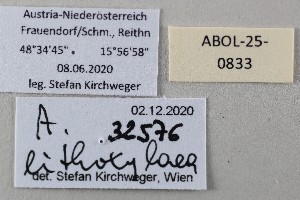 Austria-Niederösterreich
Frauendorf/Schm., Reithn
48°34'45" . 15°56'58"
08.06.2020
leg. Stefan Kirchweger
ABOL-25-
0833
02.12.2020
A. 32576
lithoxylaea
det. Stefan Kirchweger, Wien